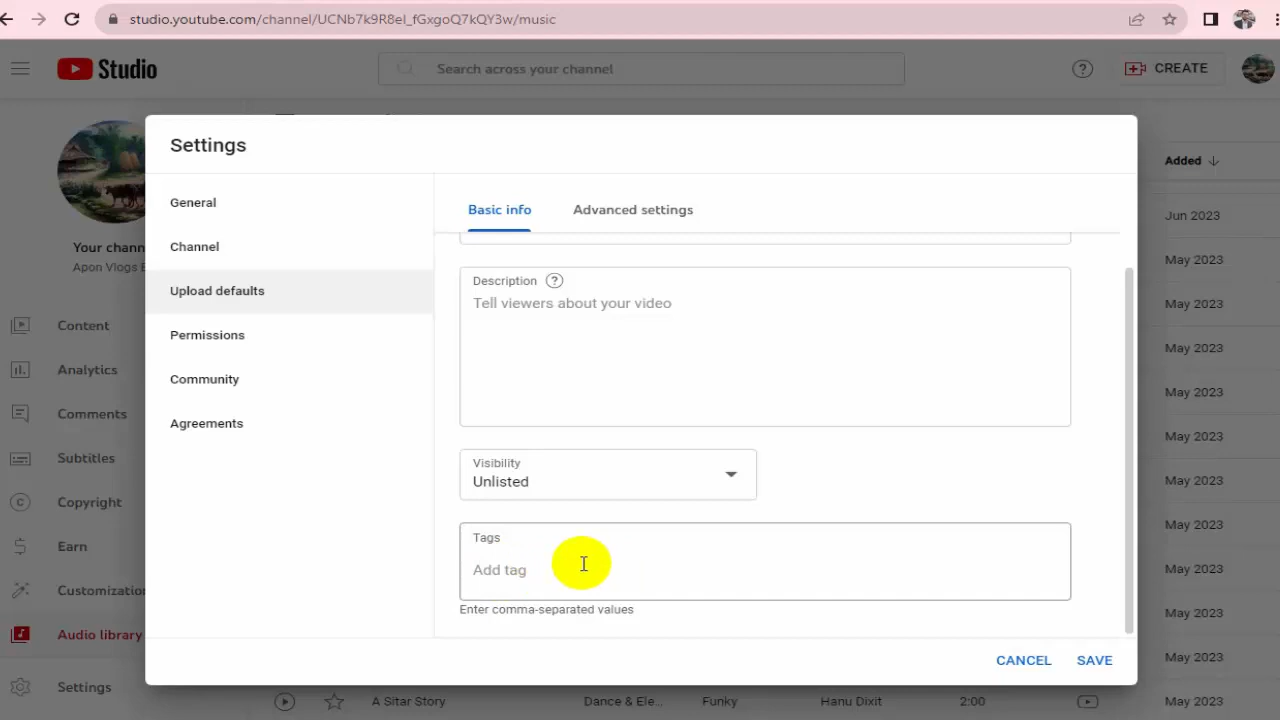 studio.youtube.com/channel/UCNb7k9R8el_fGxgoQ7kQY3w/music
Studio
Search across your channel
CREATE
Settings
Added
General
Basic info
Advanced settings
Jun 2023
Your chann
Channel
May 2023
Apon Vlogs B
Description
Upload defaults
Tell viewers about your video
May 2023
Content
Permissions
May 2023
Analytics
Community
May 2023
Comments
Agreements
May 2023
Subtitles
Visibility
Unlisted
May 2023
Copyright
May 2023
Earn
Tags
Add tag
May 2023
Customization
Enter comma-separated values
May 2023
Audio library
May 2023
CANCEL
SAVE
Settings
A Sitar Story
Dance & Ele...
Funky
Hanu Dixit
2:00
May 2023